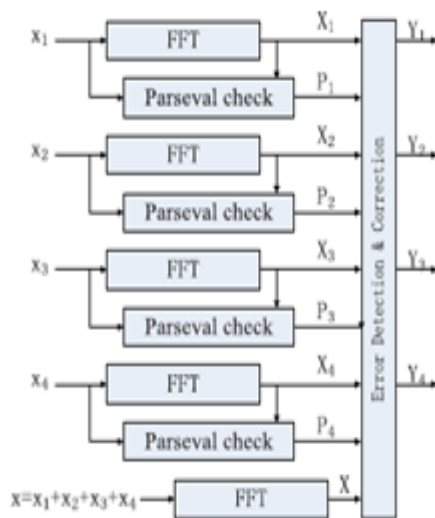 x₁ FFT X₁ Y₁
Parseval check P₁
x₂ FFT X₂ Y₂
Parseval check P₂
x₃ FFT X₃ Y₃
Parseval check P₃
x₄ FFT X₄ Y₄
Parseval check P₄
x=x₁+x₂+x₃+x₄ FFT X
Error Detection & Correction